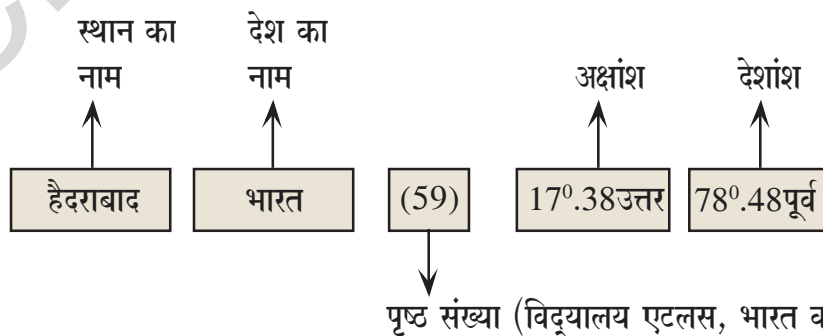 स्थान का देश का
नाम नाम अक्षांश देशांश
हैदराबाद भारत (59) 17⁰.38उत्तर 78⁰.48पूर्व
पृष्ठ संख्या (विद्यालय एटलस, भारत